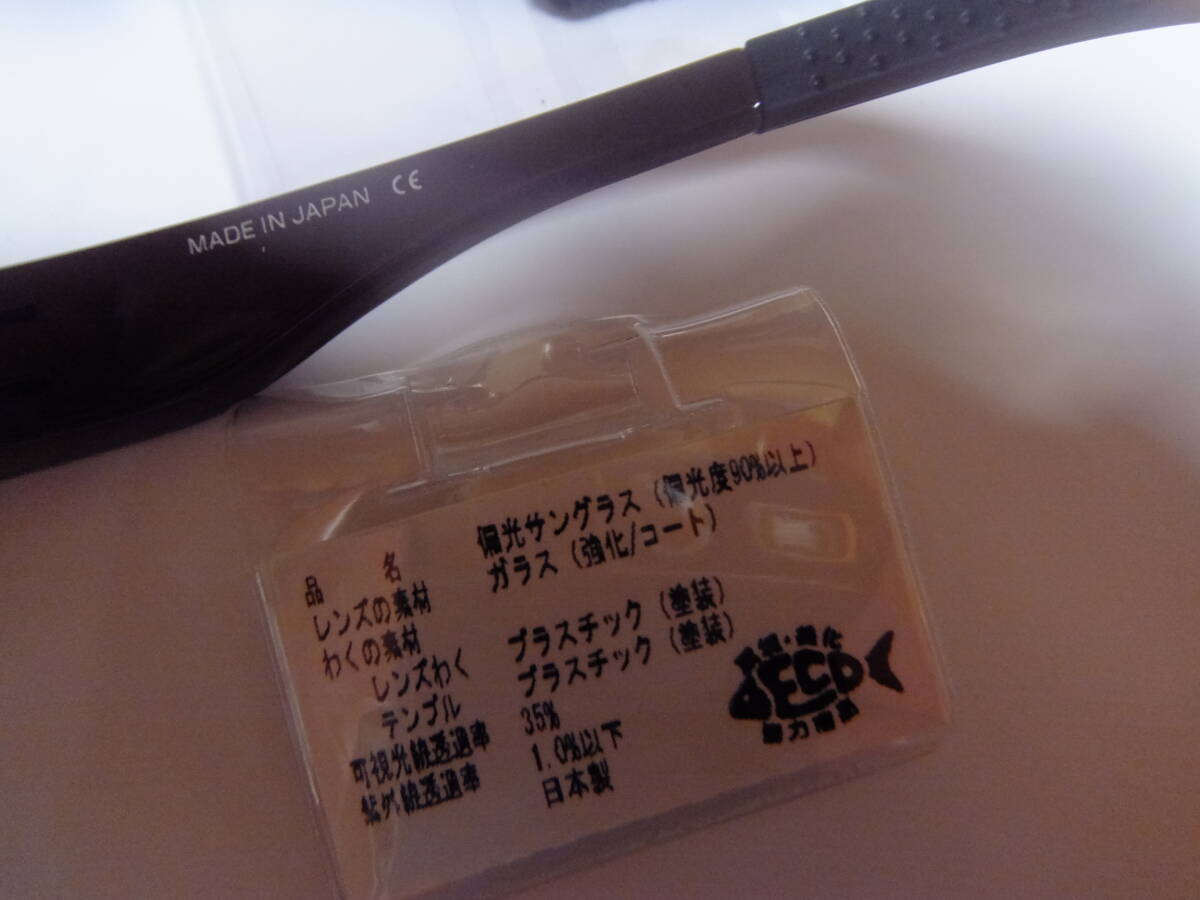 MADE IN JAPAN CE
品名 偏光サングラス (偏光度90%以上)
レンズの素材 ガラス (強化/コート)
わくの素材
レンズわく プラスチック (塗装)
テンプル プラスチック (塗装)
可視光線透過率 35%
紫外線透過率 1.0%以下
日本製
ECO